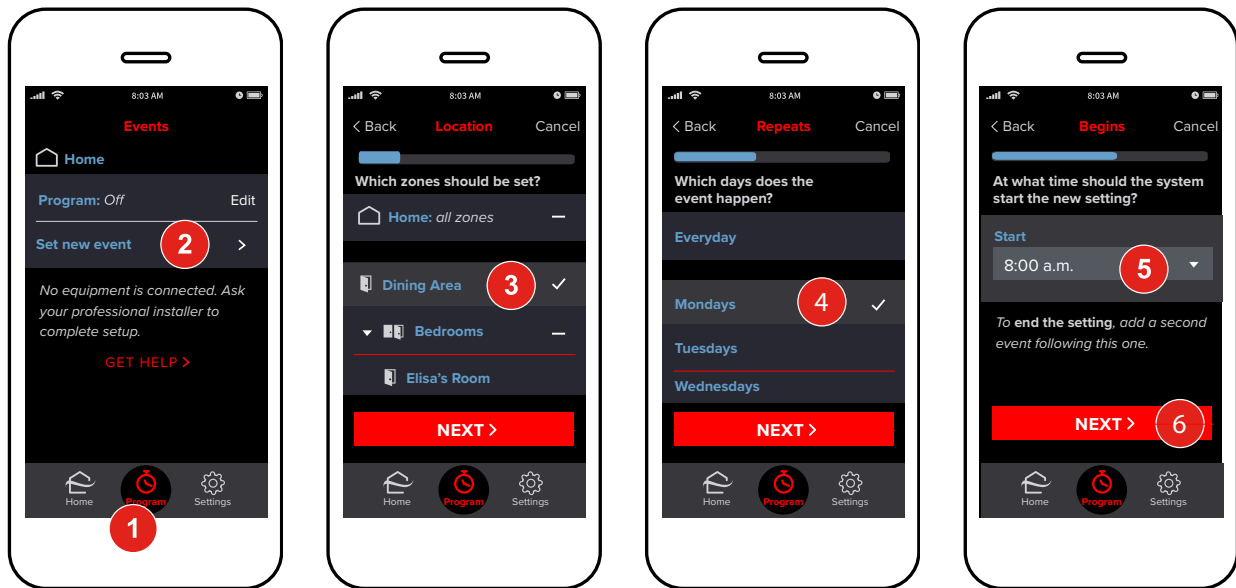 8:03 AM
Events
Home
Program: Off Edit
Set new event 2 >
No equipment is connected. Ask
your professional installer to
complete setup.
GET HELP >
Home Program Settings
1
8:03 AM
< Back Location Cancel
Which zones should be set?
Home: all zones
Dining Area 3
Bedrooms
Elisa's Room
NEXT >
Home Program Settings
8:03 AM
< Back Repeats Cancel
Which days does the
event happen?
Everyday
Mondays 4
Tuesdays
Wednesdays
NEXT >
Home Program Settings
8:03 AM
< Back Begins Cancel
At what time should the system
start the new setting?
Start
8:00 a.m. 5
To end the setting, add a second
event following this one.
NEXT > 6
Home Program Settings